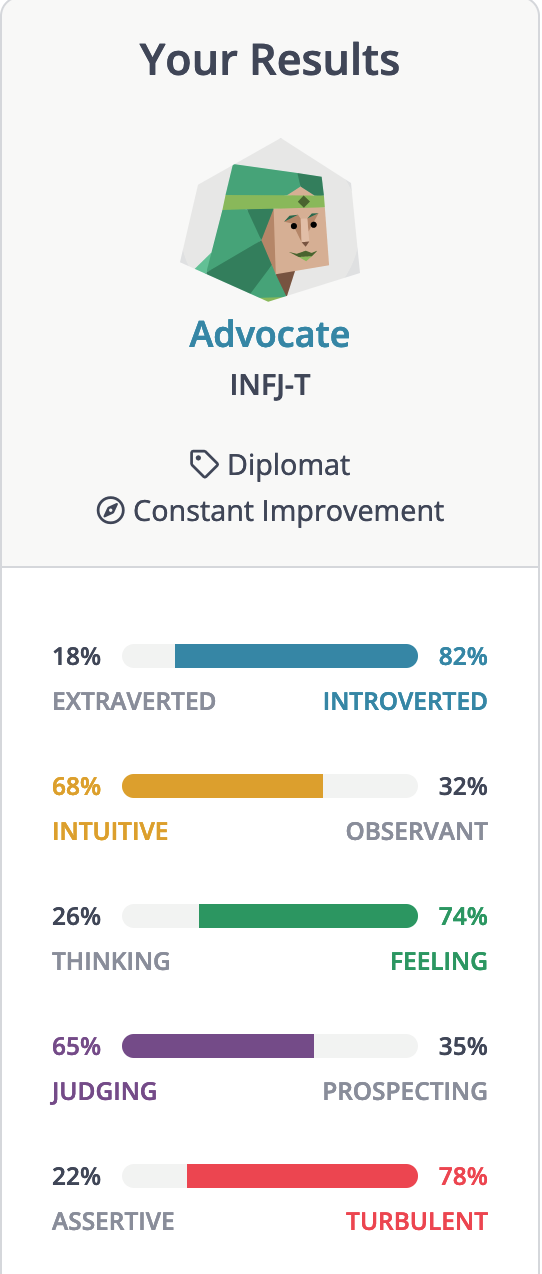 Your Results
Advocate
INFJ-T
Diplomat
Constant Improvement
18% 82%
EXTRAVERTED INTROVERTED
68% 32%
INTUITIVE OBSERVANT
26% 74%
THINKING FEELING
65% 35%
JUDGING PROSPECTING
22% 78%
ASSERTIVE TURBULENT